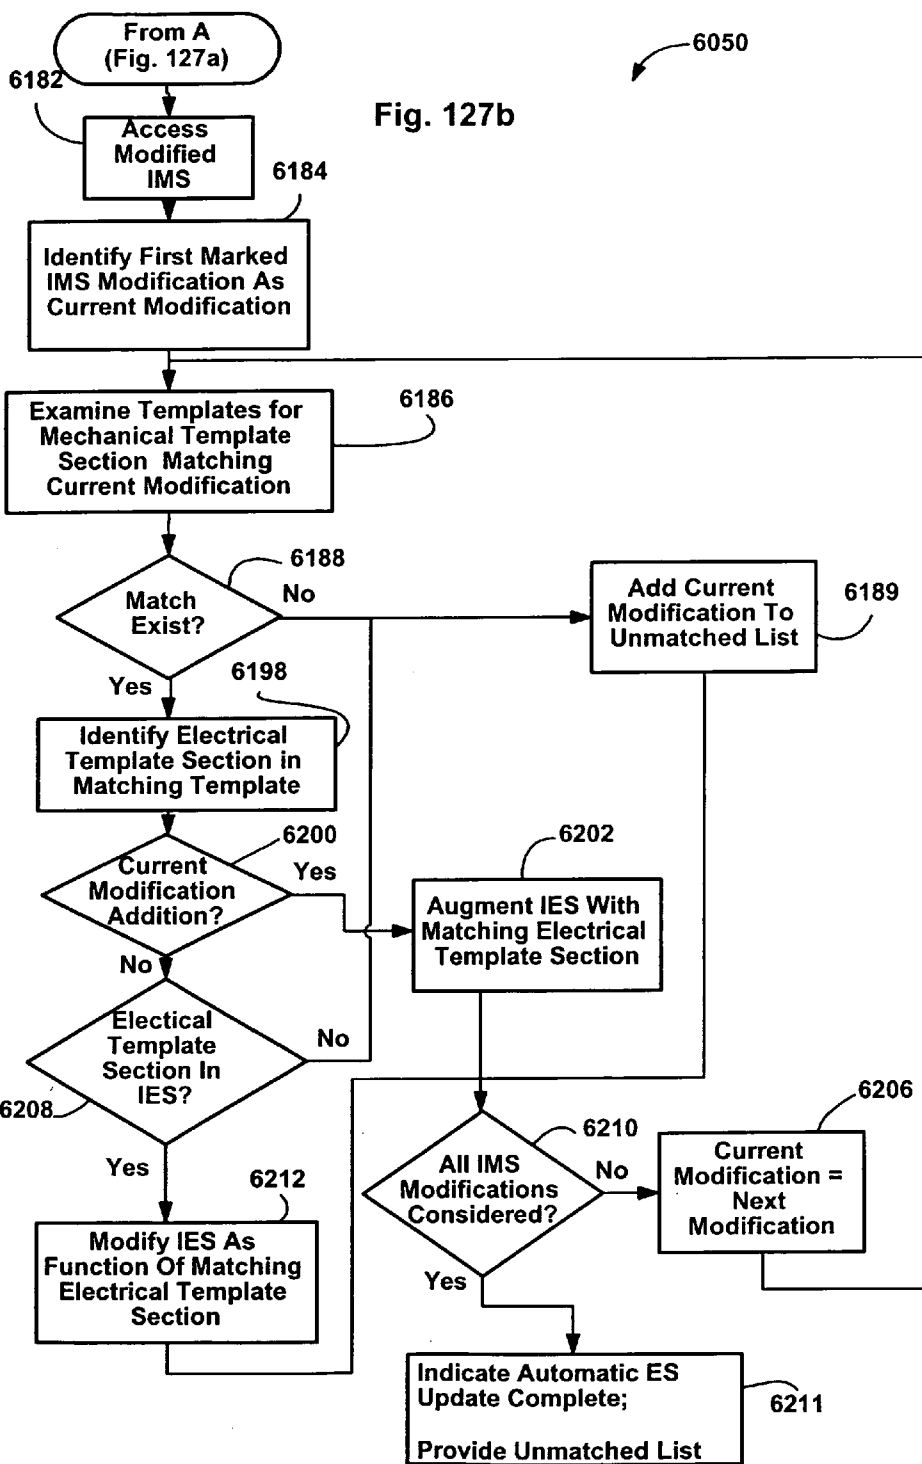 From A
(Fig. 127a)
6050
6182
Fig. 127b
Access
Modified
IMS
6184
Identify First Marked
IMS Modification As
Current Modification
Examine Templates for
Mechanical Template
Section Matching
Current Modification
6186
Match
Exist?
6188
No
Add Current
Modification To
Unmatched List
6189
Yes
6198
Identify Electrical
Template Section in
Matching Template
Current
Modification
Addition?
6200
Yes
6202
Augment IES With
Matching Electrical
Template Section
No
Electical
Template
Section In
IES?
No
6208
Yes
6212
Modify IES As
Function Of Matching
Electrical Template
Section
All IMS
Modifications
Considered?
6210
No
6206
Current
Modification =
Next
Modification
Yes
Indicate Automatic ES
Update Complete;
Provide Unmatched List
6211